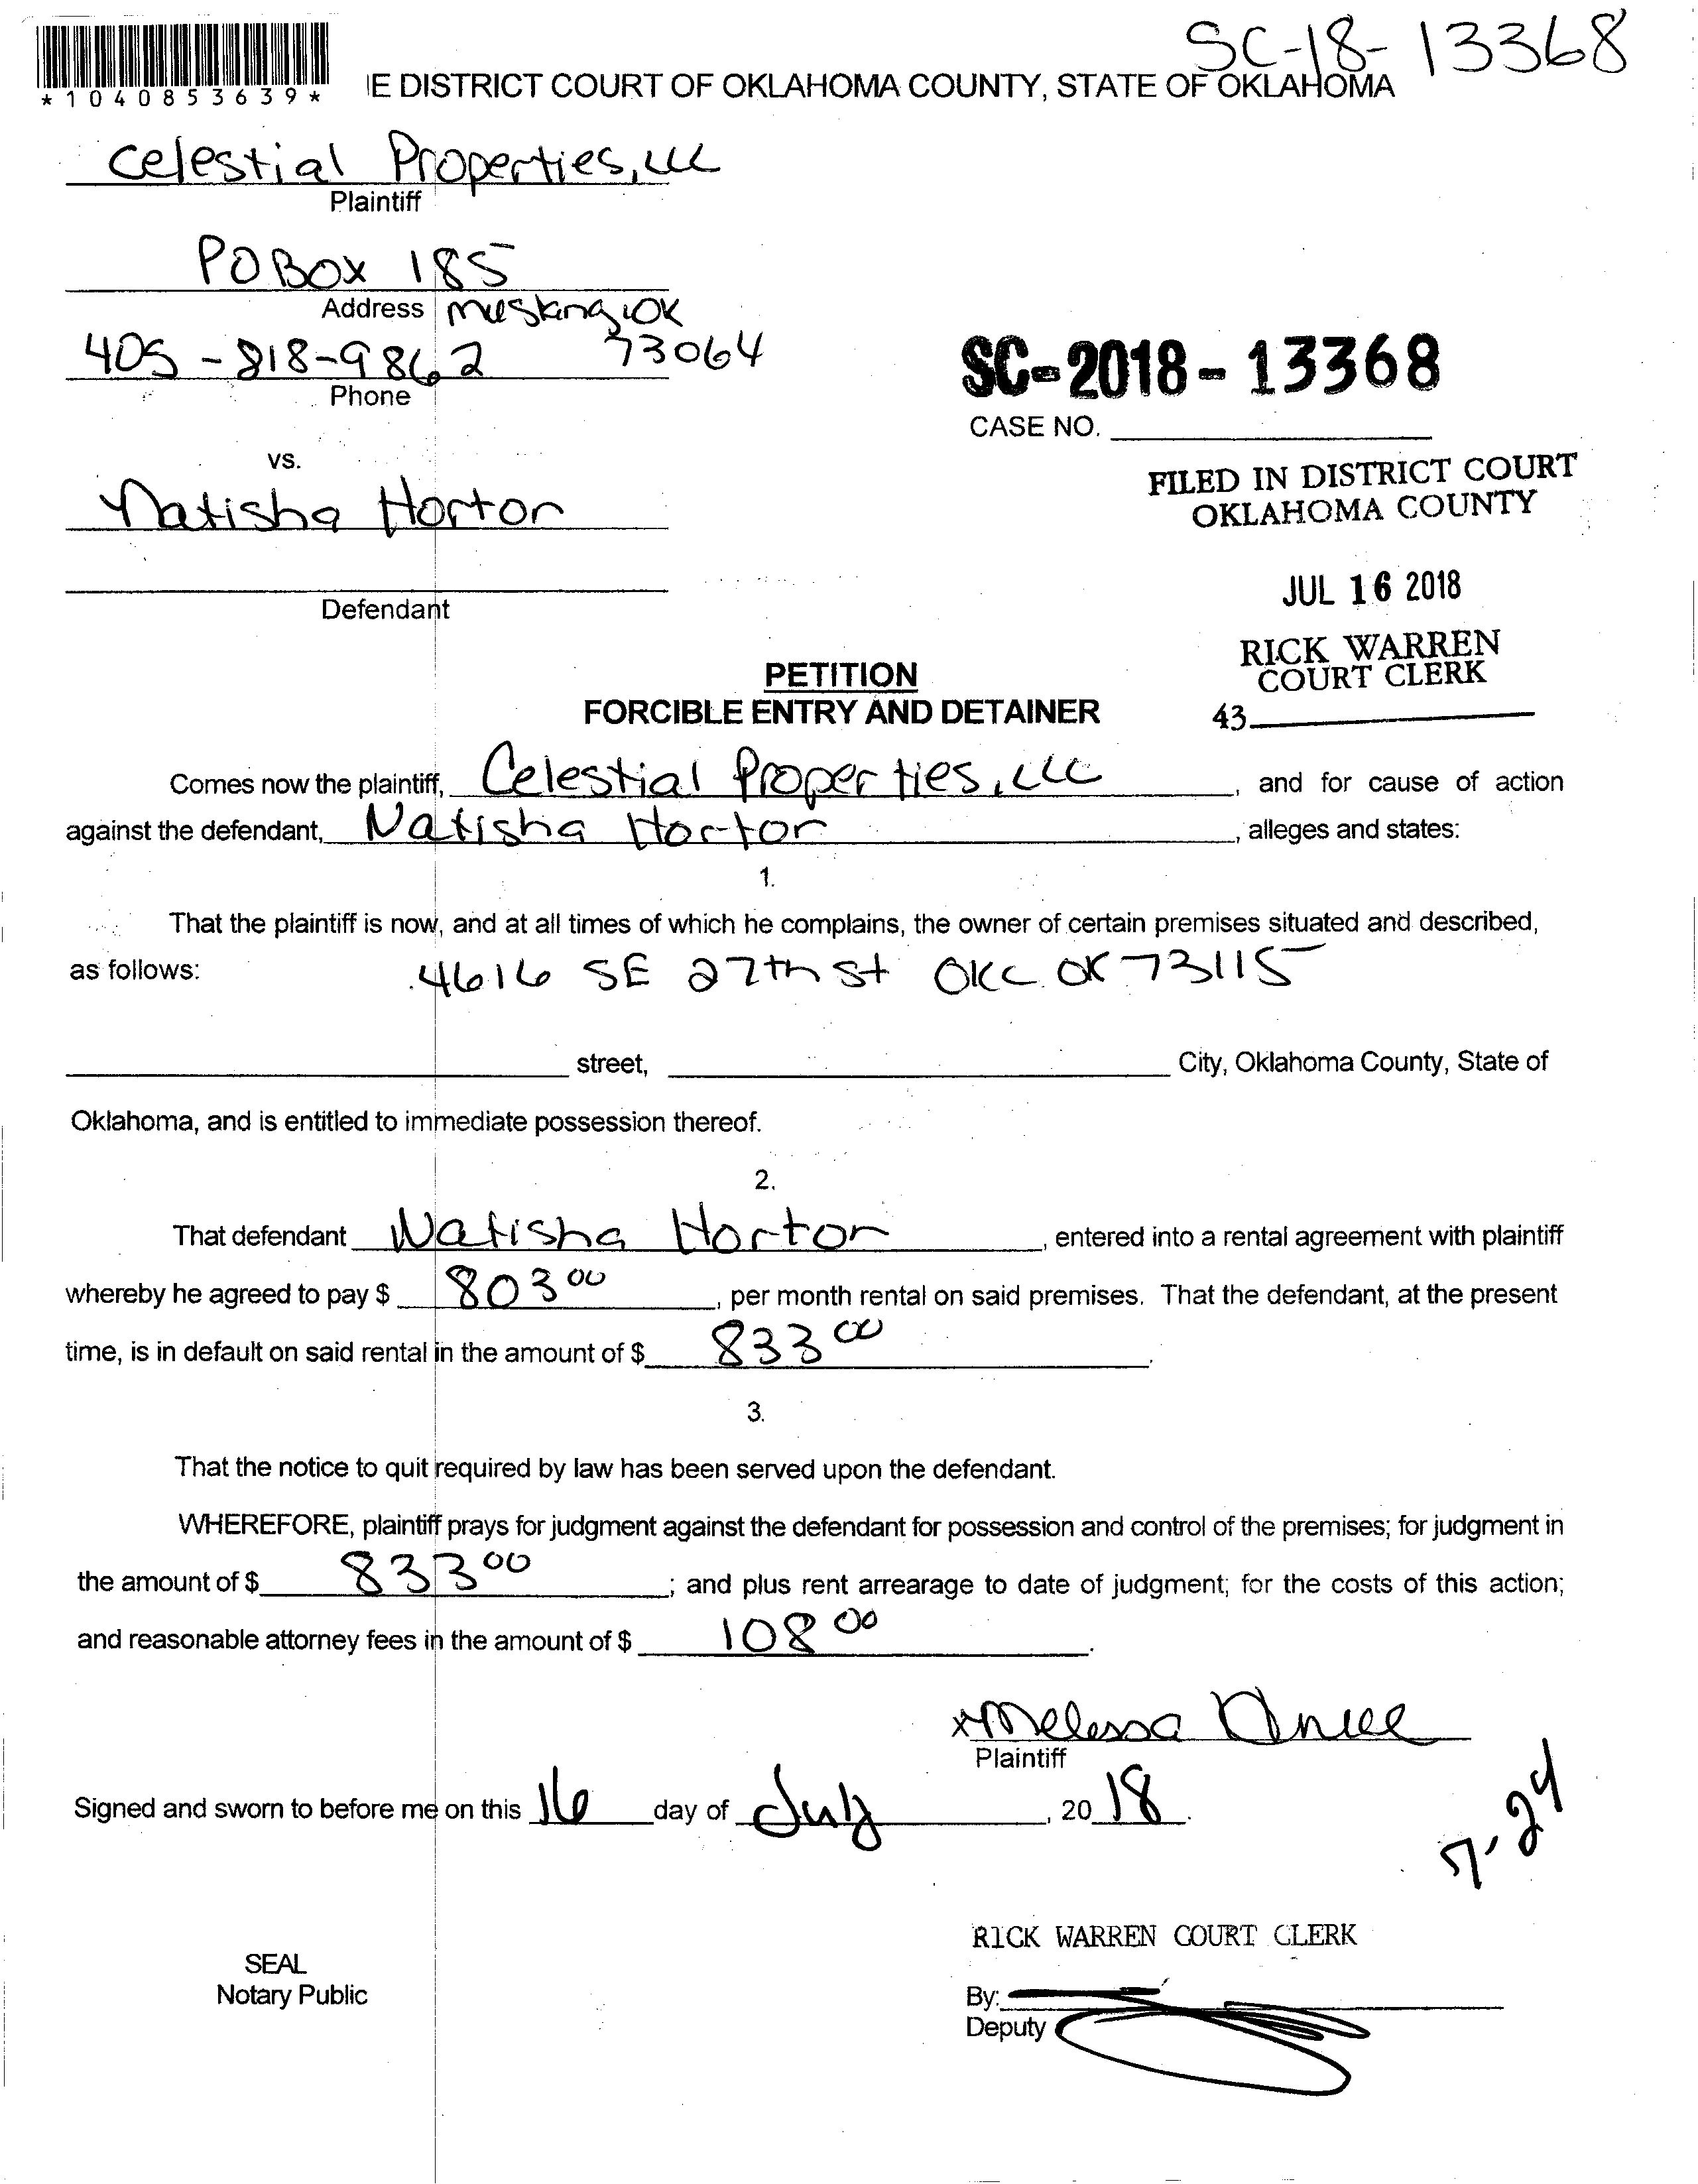 SC-18-13368
*1040853639*
IE DISTRICT COURT OF OKLAHOMA COUNTY, STATE OF OKLAHOMA
Celestial Properties, LLC
Plaintiff
PO Box 185
Address Mustang, OK
405-818-9862 73064
Phone
SC-2018-13368
CASE NO.
vs.
Natisha Horton
Defendant
FILED IN DISTRICT COURT
OKLAHOMA COUNTY
JUL 16 2018
RICK WARREN
COURT CLERK
43
PETITION
FORCIBLE ENTRY AND DETAINER
Comes now the plaintiff, Celestial Properties, LLC, and for cause of action
against the defendant, Natisha Horton, alleges and states:
1.
That the plaintiff is now, and at all times of which he complains, the owner of certain premises situated and described,
as follows: 4616 SE 27th St OKC OK 73115
street, City, Oklahoma County, State of
Oklahoma, and is entitled to immediate possession thereof.
2.
That defendant Natisha Horton, entered into a rental agreement with plaintiff
whereby he agreed to pay $ 803 00, per month rental on said premises. That the defendant, at the present
time, is in default on said rental in the amount of $ 833 00.
3.
That the notice to quit required by law has been served upon the defendant.
WHEREFORE, plaintiff prays for judgment against the defendant for possession and control of the premises; for judgment in
the amount of $ 833 00; and plus rent arrearage to date of judgment; for the costs of this action;
and reasonable attorney fees in the amount of $ 108 00.
x Melissa
Plaintiff
Signed and sworn to before me on this 16 day of July, 2018.
7-24
RICK WARREN COURT CLERK
SEAL
Notary Public
By:
Deputy